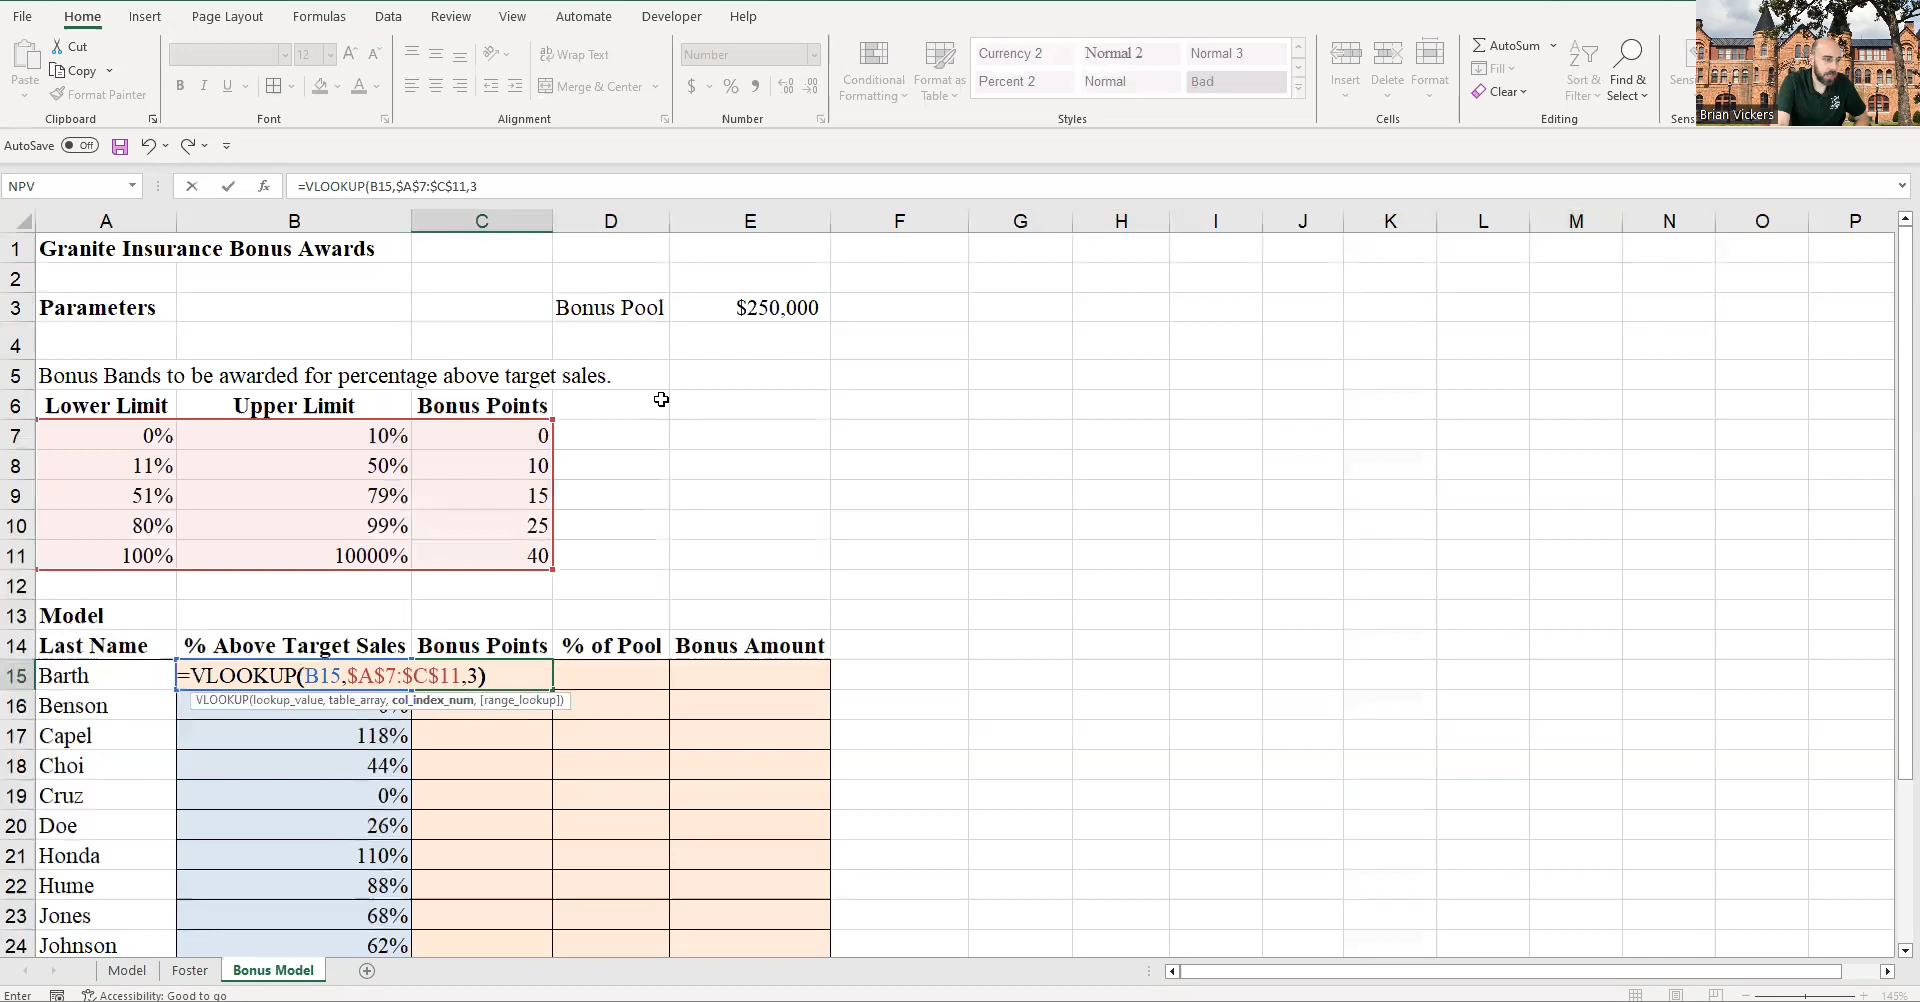 File Home Insert Page Layout Formulas Data Review View Automate Developer Help
Cut
Copy
Format Painter
Paste
12
Wrap Text
Merge & Center
Number
Conditional Formatting
Format as Table
Currency 2 Normal 2 Normal 3
Percent 2 Normal Bad
Insert Delete Format
AutoSum
Fill
Clear
Sort & Filter
Find & Select
Brian Vickers
Clipboard Font Alignment Number Styles Cells Editing
AutoSave Off
NPV fx =VLOOKUP(B15,$A$7:$C$11,3
A B C D E F G H I J K L M N O P
1 Granite Insurance Bonus Awards
2
3 Parameters Bonus Pool $250,000
4
5 Bonus Bands to be awarded for percentage above target sales.
6 Lower Limit Upper Limit Bonus Points
7 0% 10% 0
8 11% 50% 10
9 51% 79% 15
10 80% 99% 25
11 100% 10000% 40
12
13 Model
14 Last Name % Above Target Sales Bonus Points % of Pool Bonus Amount
15 Barth =VLOOKUP(B15,$A$7:$C$11,3)
VLOOKUP(lookup_value, table_array, col_index_num, [range_lookup])
16 Benson
17 Capel 118%
18 Choi 44%
19 Cruz 0%
20 Doe 26%
21 Honda 110%
22 Hume 88%
23 Jones 68%
24 Johnson 62%
Model Foster Bonus Model
Enter Accessibility: Good to go 145%